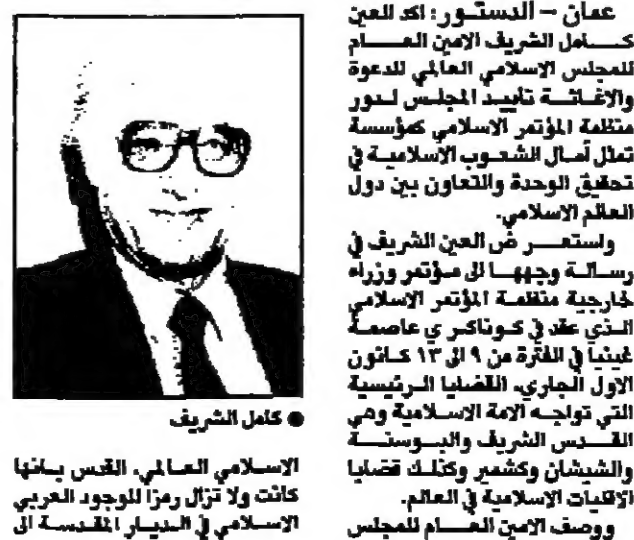 عمان – الدستور: اكد العين
كامل الشريف الامين العام
للمجلس الاسلامي العالمي للدعوة
والاغاثة تأييد المجلس لدور
منظمة المؤتمر الاسلامي كمؤسسة
تمثل آمال الشعوب الاسلامية في
تحقيق الوحدة والتعاون بين دول
العالم الاسلامي.
واستعرض العين الشريف في
رسالة وجهها الى مؤتمر وزراء
خارجية منظمة المؤتمر الاسلامي
الذي عقد في كوناكري عاصمة
غينيا في الفترة من ٩ الى ١٣ كانون
الاول الجاري، القضايا الرئيسية
التي تواجه الامة الاسلامية وهي
القدس الشريف والبوسنة
والشيشان وكشمير وكذلك قضايا
الاقليات الاسلامية في العالم.
ووصف الامين العام للمجلس
● كامل الشريف
الاسلامي العالمي، القدس بانها
كانت ولا تزال رمزا للوجود العربي
الاسلامي في الديار المقدسة الى